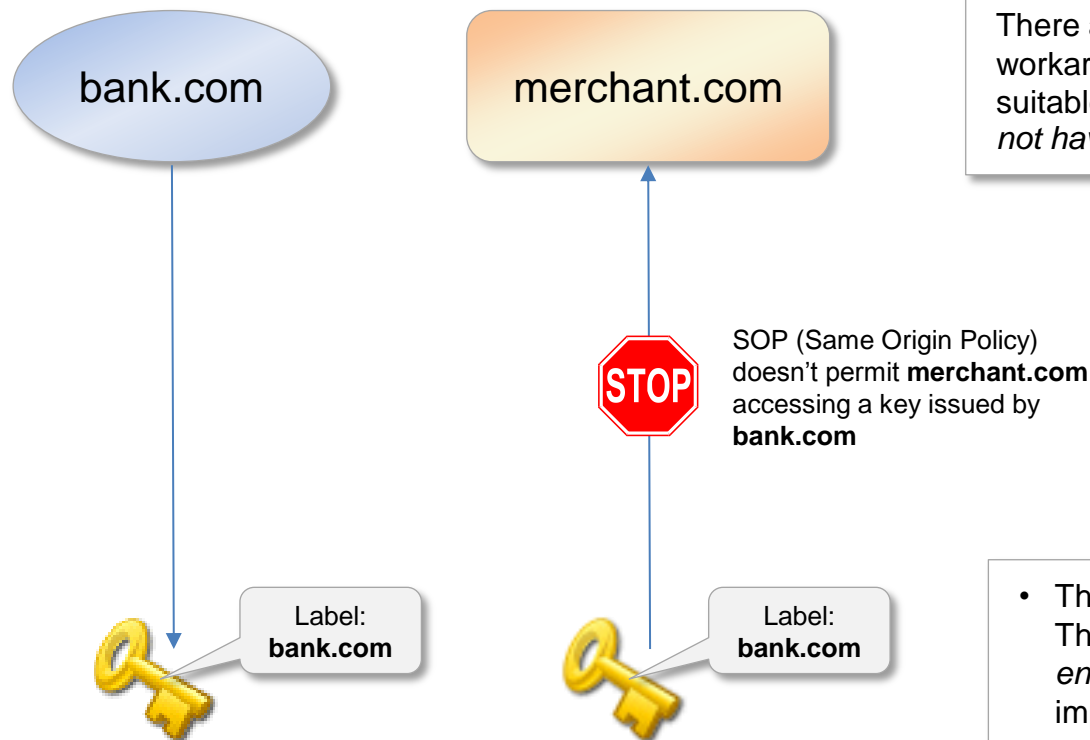 bank.com
merchant.com
There
workar
suitabl
not hav
STOP
SOP (Same Origin Policy)
doesn't permit merchant.com
accessing a key issued by
bank.com
Label:
bank.com
Label:
bank.com
• Th
Th
en
im